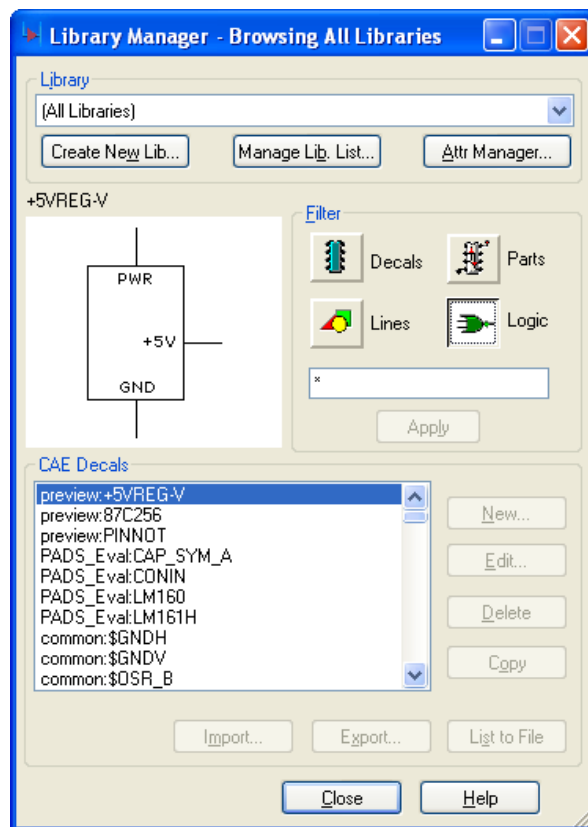 Library Manager - Browsing All Libraries
Library
(All Libraries)
Create New Lib... Manage Lib. List... Attr Manager...
+5VREG-V
PWR
+5V
GND
Filter
Decals Parts
Lines Logic
*
Apply
CAE Decals
preview:+5VREG-V
preview:87C256
preview:PINNOT
PADS_Eval:CAP_SYM_A
PADS_Eval:CONIN
PADS_Eval:LM160
PADS_Eval:LM161H
common:$GNDH
common:$GNDV
common:$OSR_B
New...
Edit...
Delete
Copy
Import... Export... List to File
Close Help